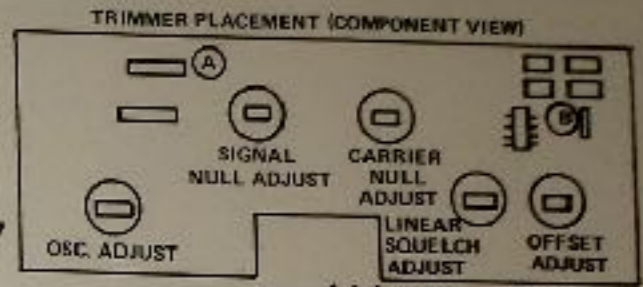 TRIMMER PLACEMENT (COMPONENT VIEW)
A
B
SIGNAL
NULL ADJUST
CARRIER
NULL
ADJUST
OSC. ADJUST
LINEAR
SQUELCH
ADJUST
OFFSET
ADJUST